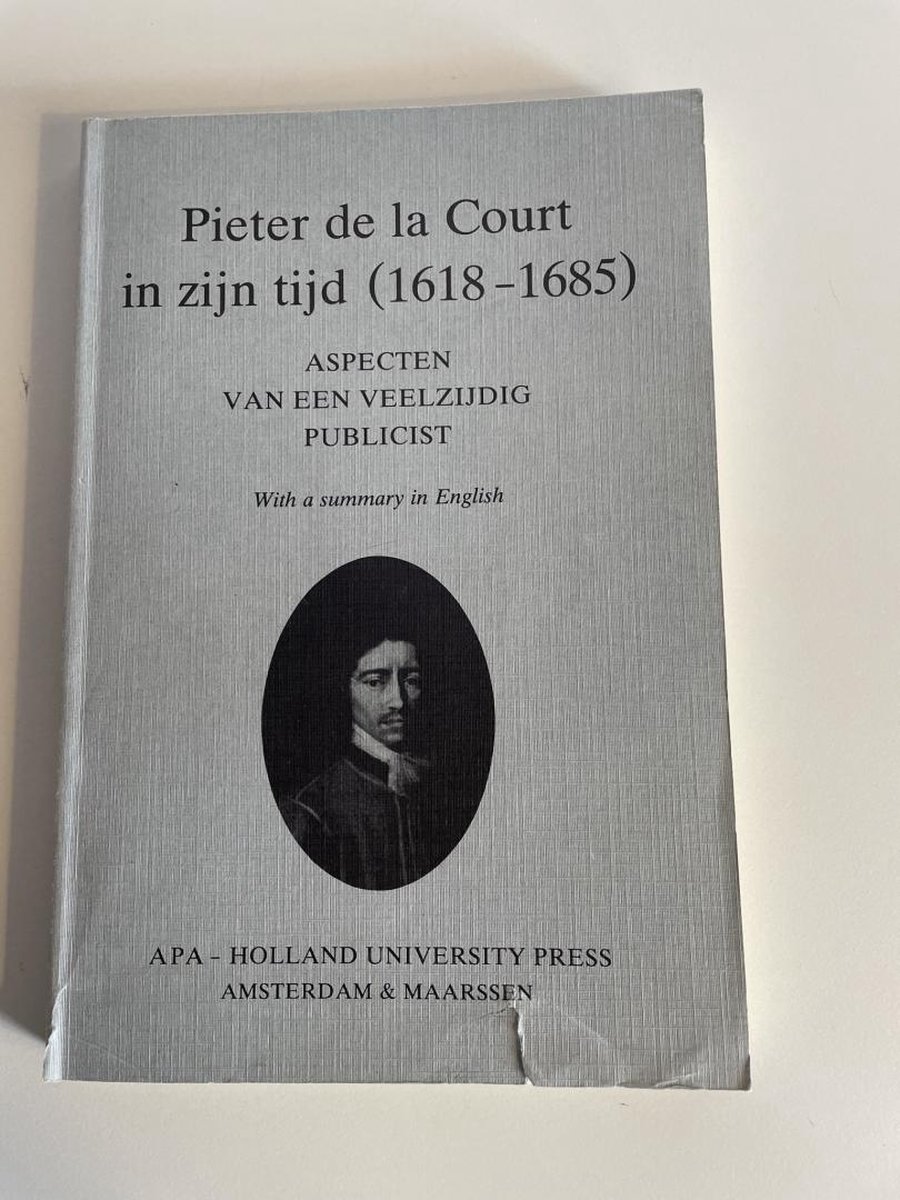 Pieter de la Court
in zijn tijd (1618-1685)
ASPECTEN
VAN EEN VEELZIJDIG
PUBLICIST
With a summary in English
APA - HOLLAND UNIVERSITY PRESS
AMSTERDAM & MAARSSEN